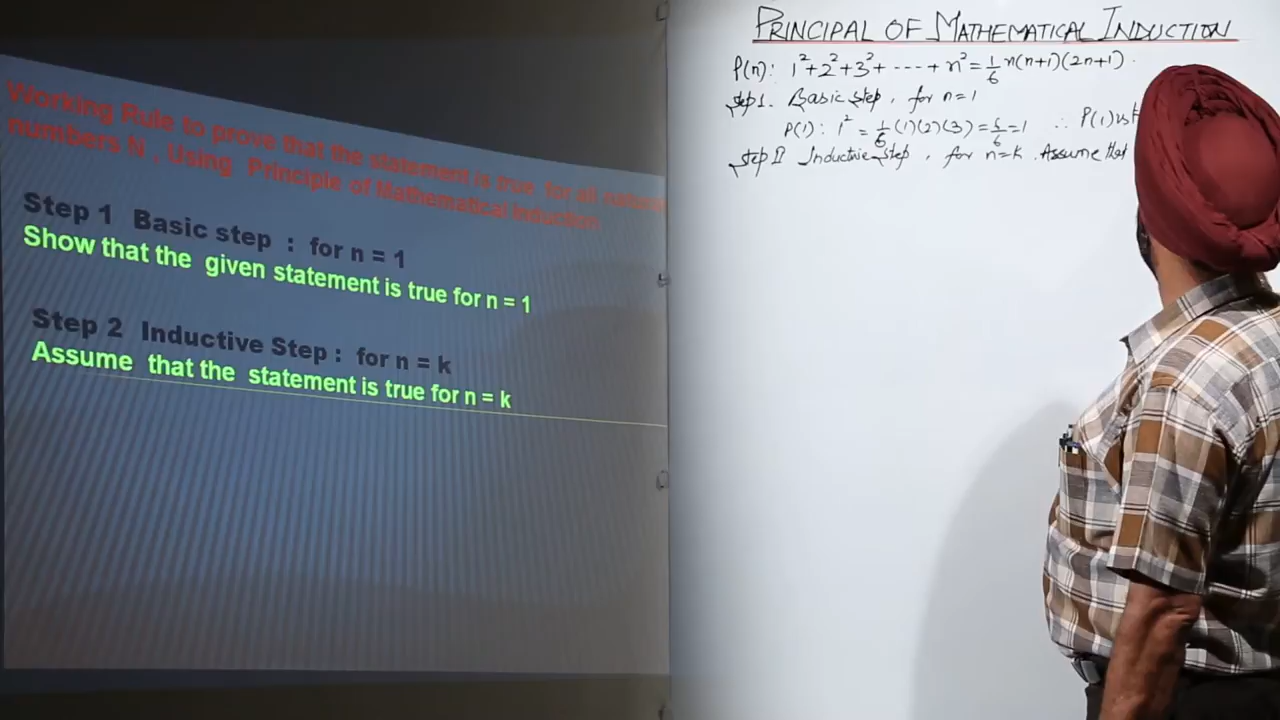 Working Rule to prove that the statement is true for all natural
numbers N , Using Principle of Mathematical Induction
Step 1 Basic step : for n = 1
Show that the given statement is true for n = 1
Step 2 Inductive Step : for n = k
Assume that the statement is true for n = k
PRINCIPAL OF MATHEMATICAL INDUCTION
P(n): 1²+2²+3²+ ---- + n² = 1/6 n(n+1)(2n+1).
Step 1. Basic Step, for n=1
P(1): 1² = 1/6 (1)(2)(3) = 6/6 = 1 ∴ P(1) is
Step II Inductive Step, for n=k. Assume that